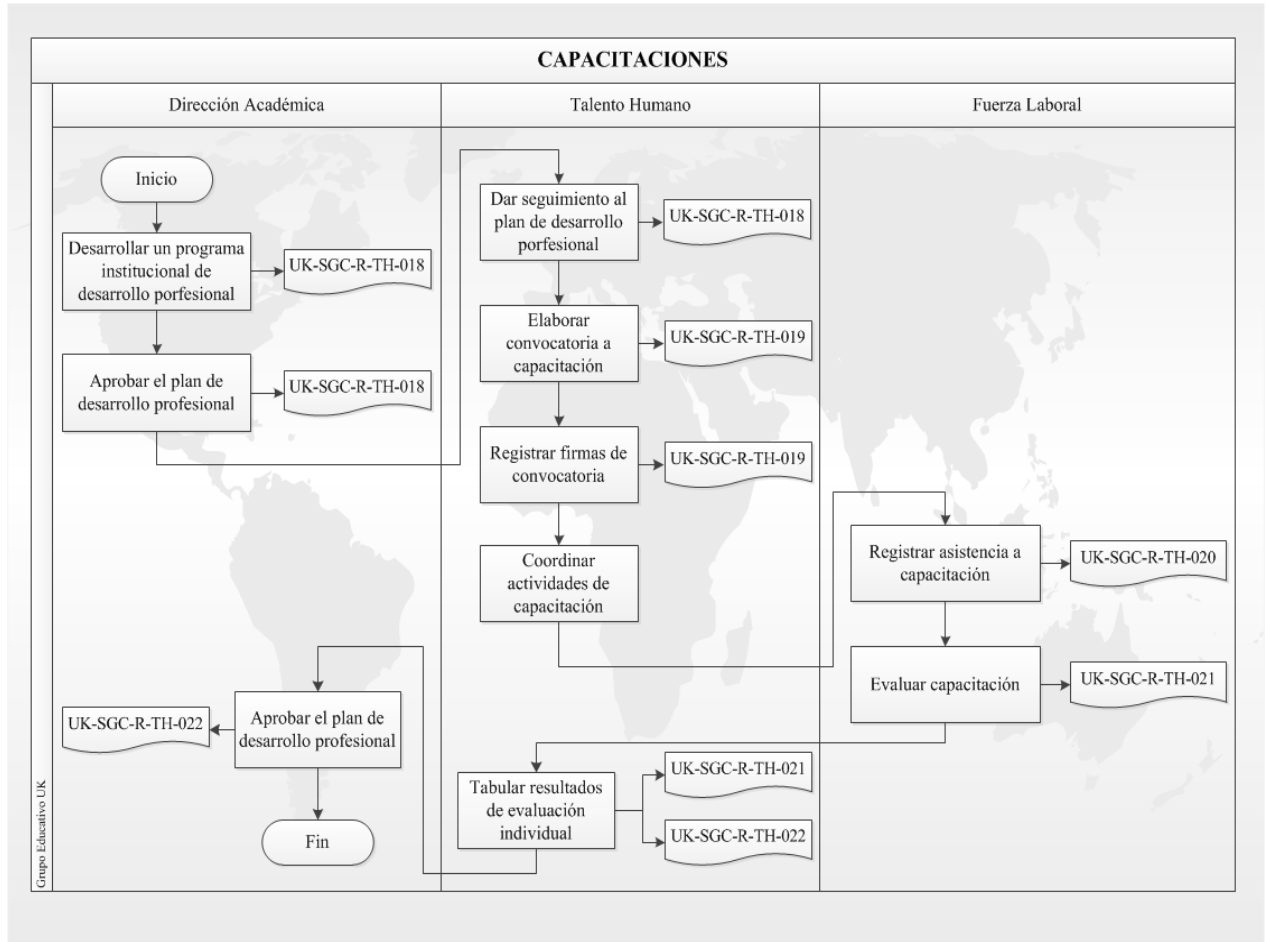 CAPACITACIONES
Dirección Académica
Talento Humano
Fuerza Laboral
Inicio
Desarrollar un programa
institucional de
desarrollo porfesional
UK-SGC-R-TH-018
Aprobar el plan de
desarrollo profesional
UK-SGC-R-TH-018
Dar seguimiento al
plan de desarrollo
porfesional
UK-SGC-R-TH-018
Elaborar
convocatoria a
capacitación
UK-SGC-R-TH-019
Registrar firmas de
convocatoria
UK-SGC-R-TH-019
Coordinar
actividades de
capacitación
Registrar asistencia a
capacitación
UK-SGC-R-TH-020
Evaluar capacitación
UK-SGC-R-TH-021
Tabular resultados
de evaluación
individual
UK-SGC-R-TH-021
UK-SGC-R-TH-022
Aprobar el plan de
desarrollo profesional
UK-SGC-R-TH-022
Fin
Grupo Educativo UK